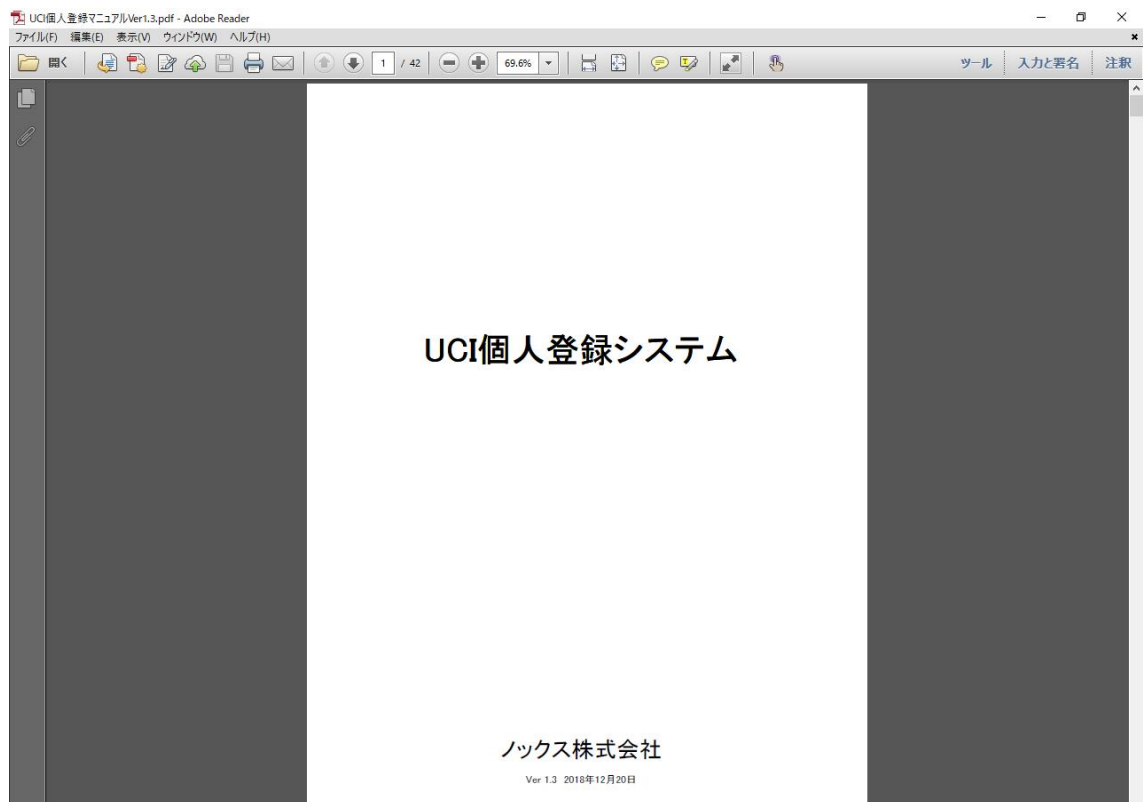 UCI個人登録マニュアルVer1.3.pdf - Adobe Reader
ファイル(F) 編集(E) 表示(V) ウィンドウ(W) ヘルプ(H)
開く 1 / 42 69.6% ツール 入力と署名 注釈
UCI個人登録システム
ノックス株式会社
Ver 1.3 2018年12月20日